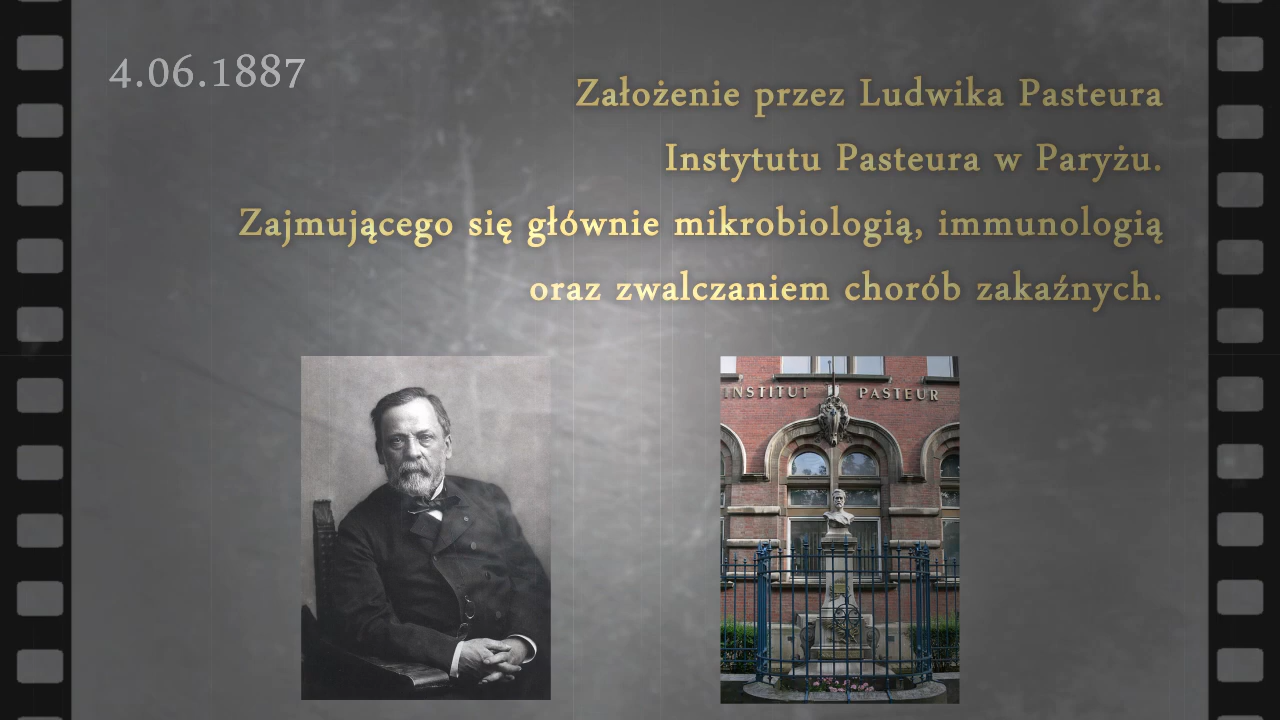 4.06.1887
Założenie przez Ludwika Pasteura
Instytutu Pasteura w Paryżu.
Zajmującego się głównie mikrobiologią, immunologią
oraz zwalczaniem chorób zakaźnych.
INSTITUT PASTEUR